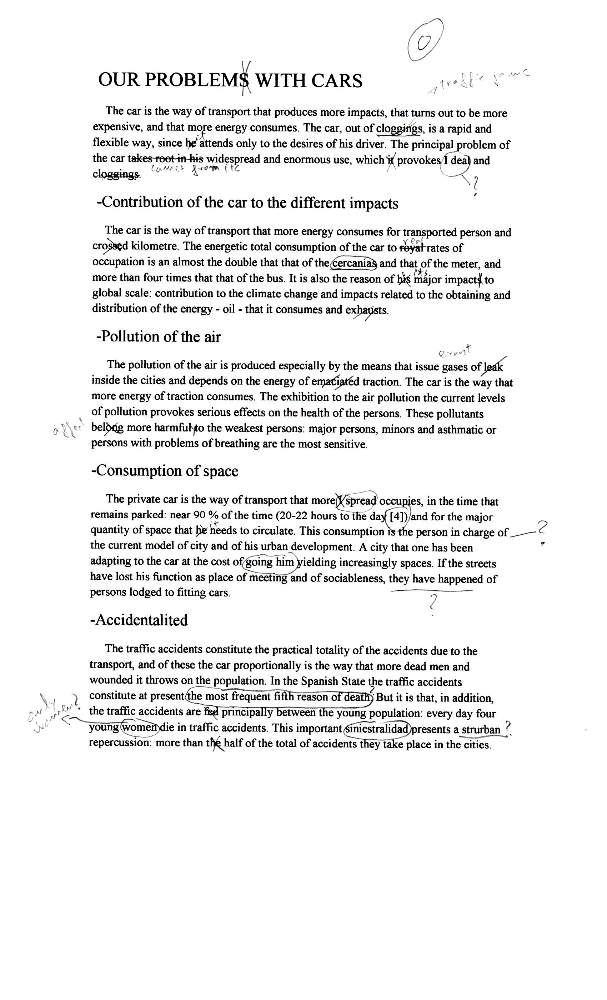 0
OUR PROBLEMS WITH CARS
traffic jams
The car is the way of transport that produces more impacts, that turns out to be more
expensive, and that more energy consumes. The car, out of cloggings, is a rapid and
it
flexible way, since he attends only to the desires of his driver. The principal problem of
the car takes root in his widespread and enormous use, which it provokes I deal and
comes from its
cloggings.
?
-Contribution of the car to the different impacts
The car is the way of transport that more energy consumes for transported person and
real
crossed kilometre. The energetic total consumption of the car to royal rates of
occupation is an almost the double that that of the cercanías and that of the meter, and
its
more than four times that that of the bus. It is also the reason of his major impacts to
global scale: contribution to the climate change and impacts related to the obtaining and
distribution of the energy - oil - that it consumes and exhausts.
-Pollution of the air
exaust
The pollution of the air is produced especially by the means that issue gases of leak
inside the cities and depends on the energy of emaciated traction. The car is the way that
more energy of traction consumes. The exhibition to the air pollution the current levels
of pollution provokes serious effects on the health of the persons. These pollutants
affect belong more harmful to the weakest persons: major persons, minors and asthmatic or
persons with problems of breathing are the most sensitive.
-Consumption of space
The private car is the way of transport that more I spread occupies, in the time that
remains parked: near 90 % of the time (20-22 hours to the day [4]) and for the major
it
quantity of space that he needs to circulate. This consumption is the person in charge of ?
the current model of city and of his urban development. A city that one has been
adapting to the car at the cost of going him yielding increasingly spaces. If the streets
have lost his function as place of meeting and of sociableness, they have happened of
persons lodged to fitting cars.
?
-Accidentalited
The traffic accidents constitute the practical totality of the accidents due to the
transport, and of these the car proportionally is the way that more dead men and
wounded it throws on the population. In the Spanish State the traffic accidents
?
constitute at present the most frequent fifth reason of death. But it is that, in addition,
the traffic accidents are fed principally between the young population: every day four
only women?
young women die in traffic accidents. This important siniestralidad presents a strurban ?
repercussion: more than the half of the total of accidents they take place in the cities.